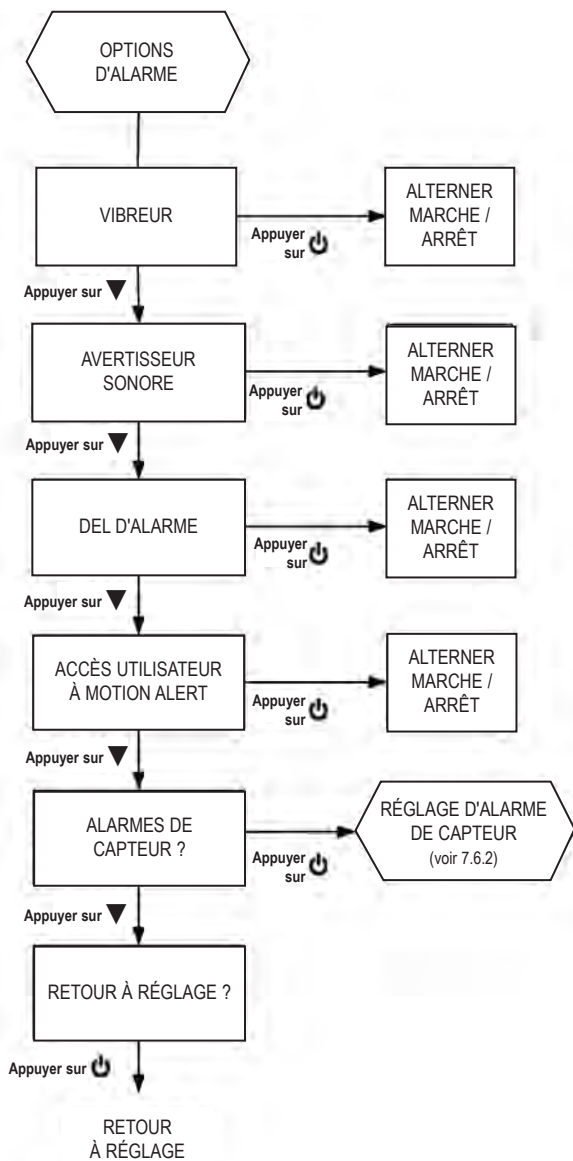 OPTIONS
D'ALARME
VIBREUR
Appuyer
sur
ALTERNER
MARCHE /
ARRÊT
Appuyer sur ▼
AVERTISSEUR
SONORE
Appuyer
sur
ALTERNER
MARCHE /
ARRÊT
Appuyer sur ▼
DEL D'ALARME
Appuyer
sur
ALTERNER
MARCHE /
ARRÊT
Appuyer sur ▼
ACCÈS UTILISATEUR
À MOTION ALERT
Appuyer
sur
ALTERNER
MARCHE /
ARRÊT
Appuyer sur ▼
ALARMES DE
CAPTEUR ?
Appuyer
sur
RÉGLAGE D'ALARME
DE CAPTEUR
(voir 7.6.2)
Appuyer sur ▼
RETOUR À RÉGLAGE ?
Appuyer sur
RETOUR
À RÉGLAGE